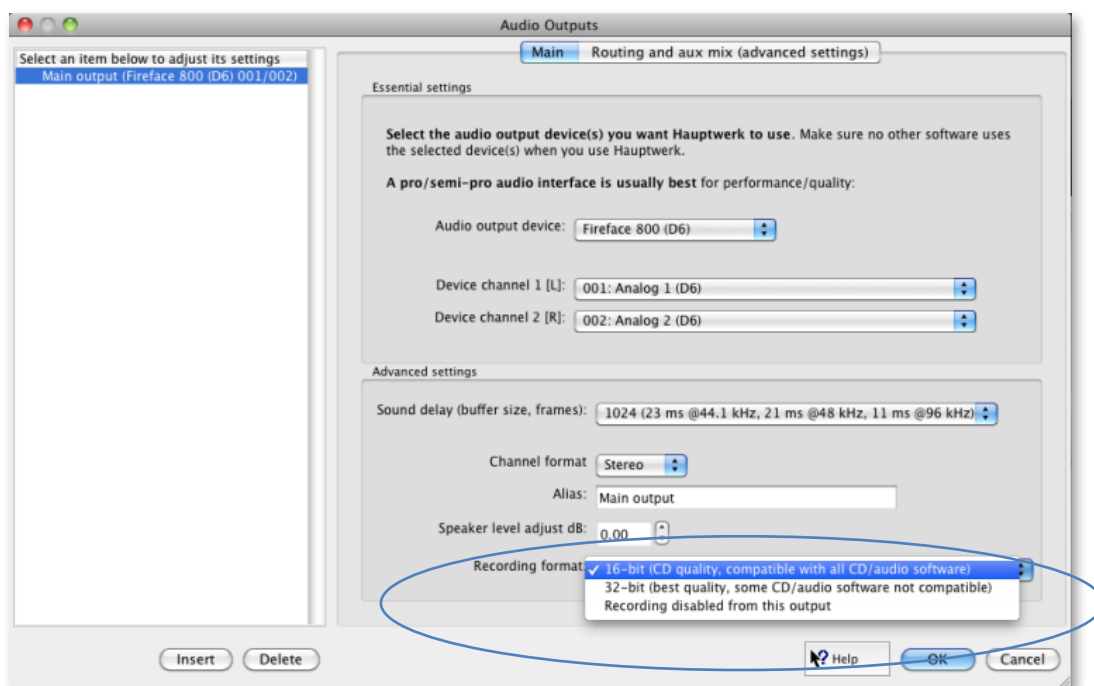 Audio Outputs
Select an item below to adjust its settings
Main output (Fireface 800 (D6) 001/002)
Main Routing and aux mix (advanced settings)
Essential settings
Select the audio output device(s) you want Hauptwerk to use. Make sure no other software uses
the selected device(s) when you use Hauptwerk.
A pro/semi-pro audio interface is usually best for performance/quality:
Audio output device: Fireface 800 (D6)
Device channel 1 [L]: 001: Analog 1 (D6)
Device channel 2 [R]: 002: Analog 2 (D6)
Advanced settings
Sound delay (buffer size, frames): 1024 (23 ms @44.1 kHz, 21 ms @48 kHz, 11 ms @96 kHz)
Channel format Stereo
Alias: Main output
Speaker level adjust dB: 0.00
Recording format: ✓ 16-bit (CD quality, compatible with all CD/audio software)
32-bit (best quality, some CD/audio software not compatible)
Recording disabled from this output
Insert Delete ? Help OK Cancel